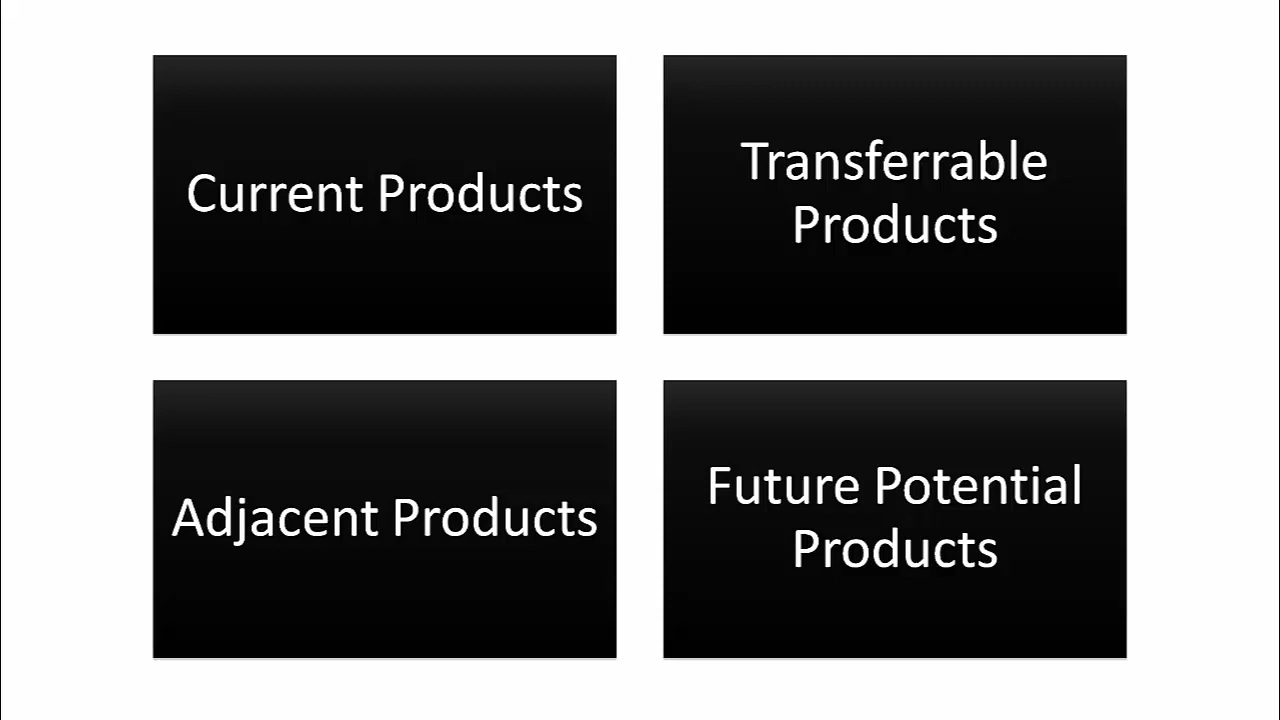 Current Products
Transferrable
Products
Adjacent Products
Future Potential
Products